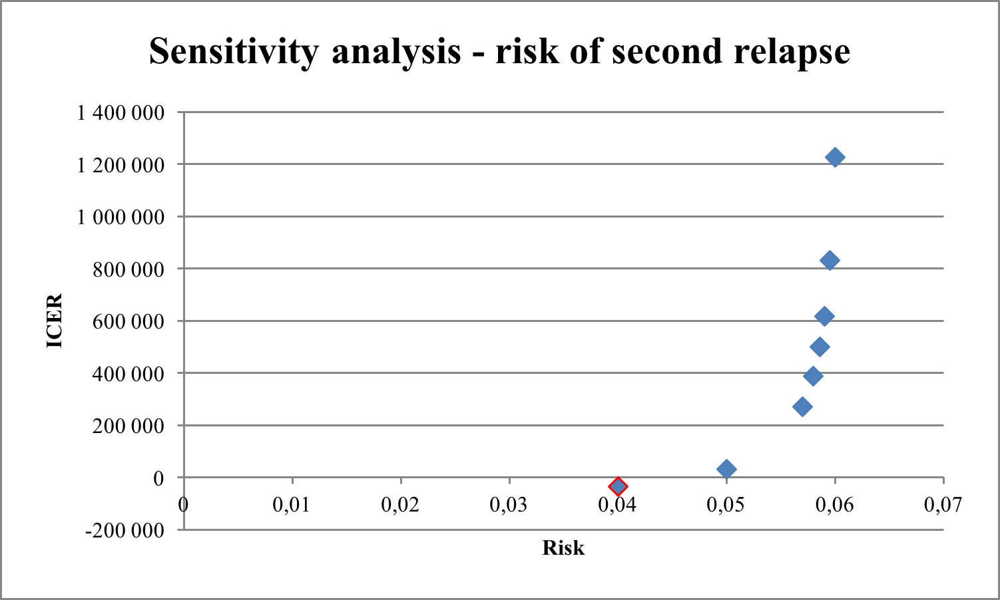 Sensitivity analysis - risk of second relapse
1 400 000
1 200 000
1 000 000
800 000
600 000
400 000
200 000
0
-200 000
ICER
0 0,01 0,02 0,03 0,04 0,05 0,06 0,07
Risk